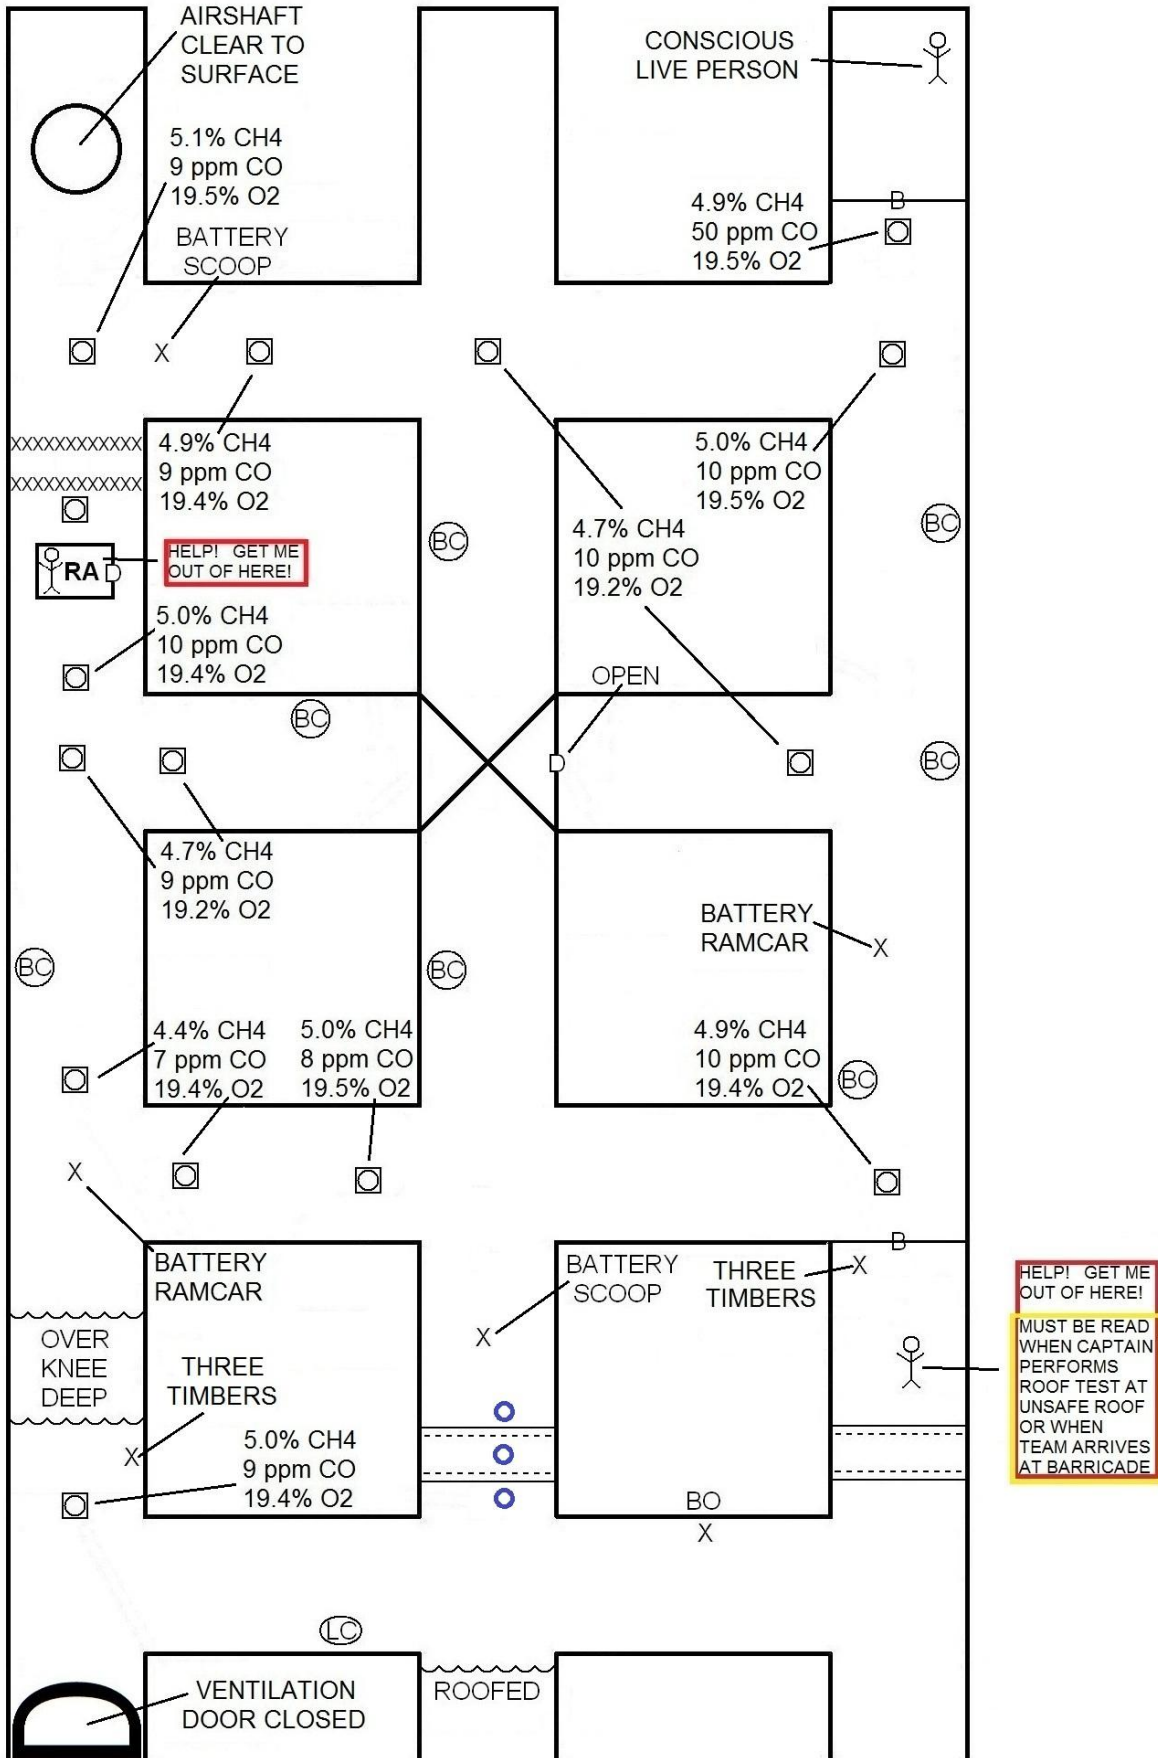 AIRSHAFT
CLEAR TO
SURFACE
CONSCIOUS
LIVE PERSON
5.1% CH4
9 ppm CO
19.5% O2
BATTERY
SCOOP
X
B
4.9% CH4
50 ppm CO
19.5% O2
XXXXXXXXXXX
XXXXXXXXXXX
4.9% CH4
9 ppm CO
19.4% O2
5.0% CH4
10 ppm CO
19.5% O2
4.7% CH4
10 ppm CO
19.2% O2
BC
BC
RA
D
HELP! GET ME
OUT OF HERE!
5.0% CH4
10 ppm CO
19.4% O2
OPEN
BC
D
BC
4.7% CH4
9 ppm CO
19.2% O2
BATTERY
RAMCAR
X
BC
BC
4.4% CH4
7 ppm CO
19.4% O2
5.0% CH4
8 ppm CO
19.5% O2
4.9% CH4
10 ppm CO
19.4% O2
BC
X
BATTERY
RAMCAR
B
BATTERY
SCOOP
X
THREE
TIMBERS
X
HELP! GET ME
OUT OF HERE!
MUST BE READ
WHEN CAPTAIN
PERFORMS
ROOF TEST AT
UNSAFE ROOF
OR WHEN
TEAM ARRIVES
AT BARRICADE
OVER
KNEE
DEEP
THREE
TIMBERS
X
5.0% CH4
9 ppm CO
19.4% O2
BO
X
LC
VENTILATION
DOOR CLOSED
ROOFED